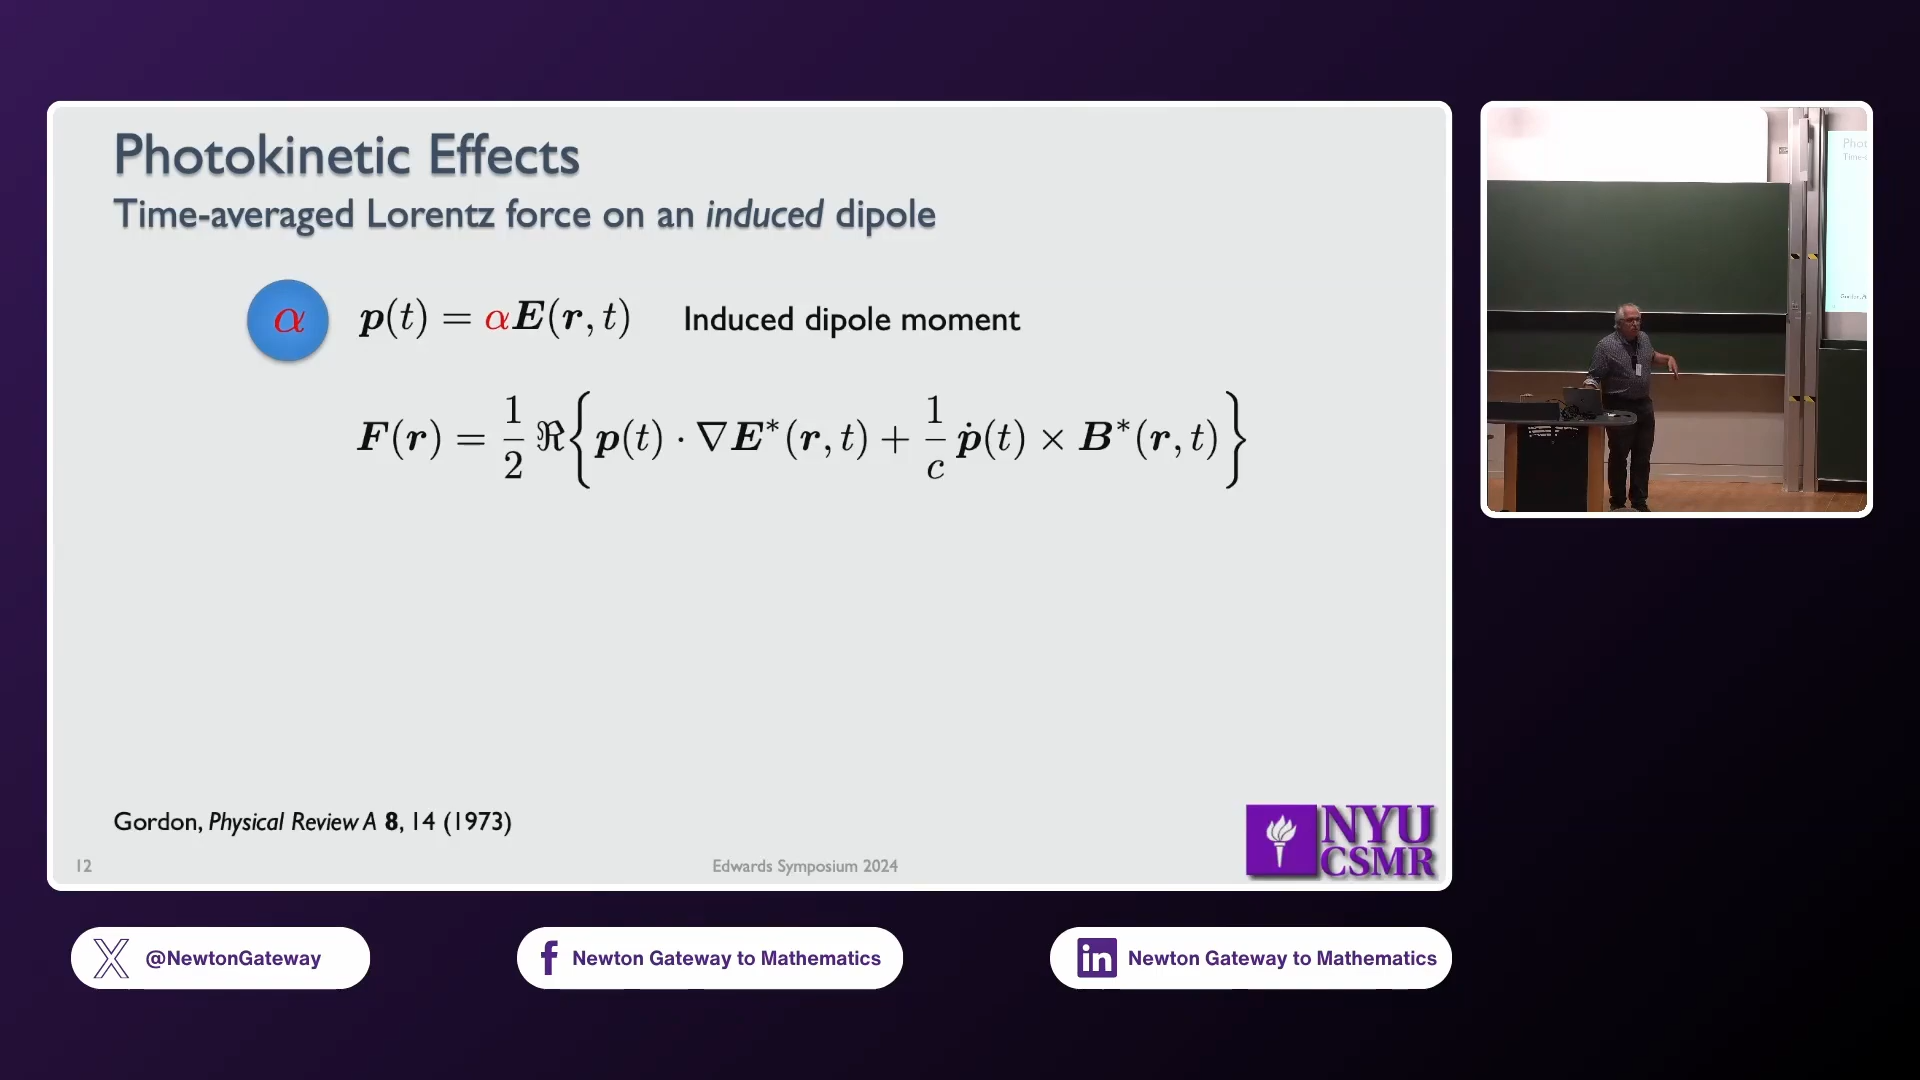 Photokinetic Effects
Time-averaged Lorentz force on an induced dipole
α p(t) = αE(r, t) Induced dipole moment
F(r) = 1/2 ℜ{p(t) · ∇E*(r, t) + 1/c ṗ(t) × B*(r, t)}
Gordon, Physical Review A 8, 14 (1973)
12 Edwards Symposium 2024
NYU
CSMR
@NewtonGateway
Newton Gateway to Mathematics
in Newton Gateway to Mathematics
Phot